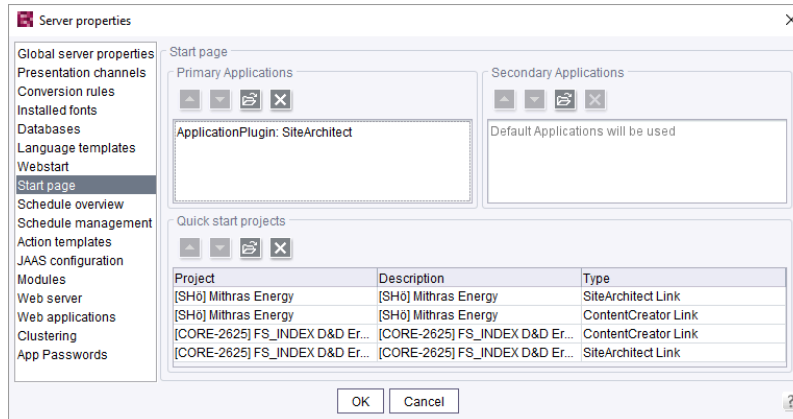 Server properties
Global server properties
Presentation channels
Conversion rules
Installed fonts
Databases
Language templates
Webstart
Start page
Schedule overview
Schedule management
Action templates
JAAS configuration
Modules
Web server
Web applications
Clustering
App Passwords
Start page
Primary Applications
ApplicationPlugin: SiteArchitect
Secondary Applications
Default Applications will be used
Quick start projects
Project Description Type
[SHö] Mithras Energy [SHö] Mithras Energy SiteArchitect Link
[SHö] Mithras Energy [SHö] Mithras Energy ContentCreator Link
[CORE-2625] FS_INDEX D&D Er... [CORE-2625] FS_INDEX D&D Er... ContentCreator Link
[CORE-2625] FS_INDEX D&D Er... [CORE-2625] FS_INDEX D&D Er... SiteArchitect Link
OK Cancel ?